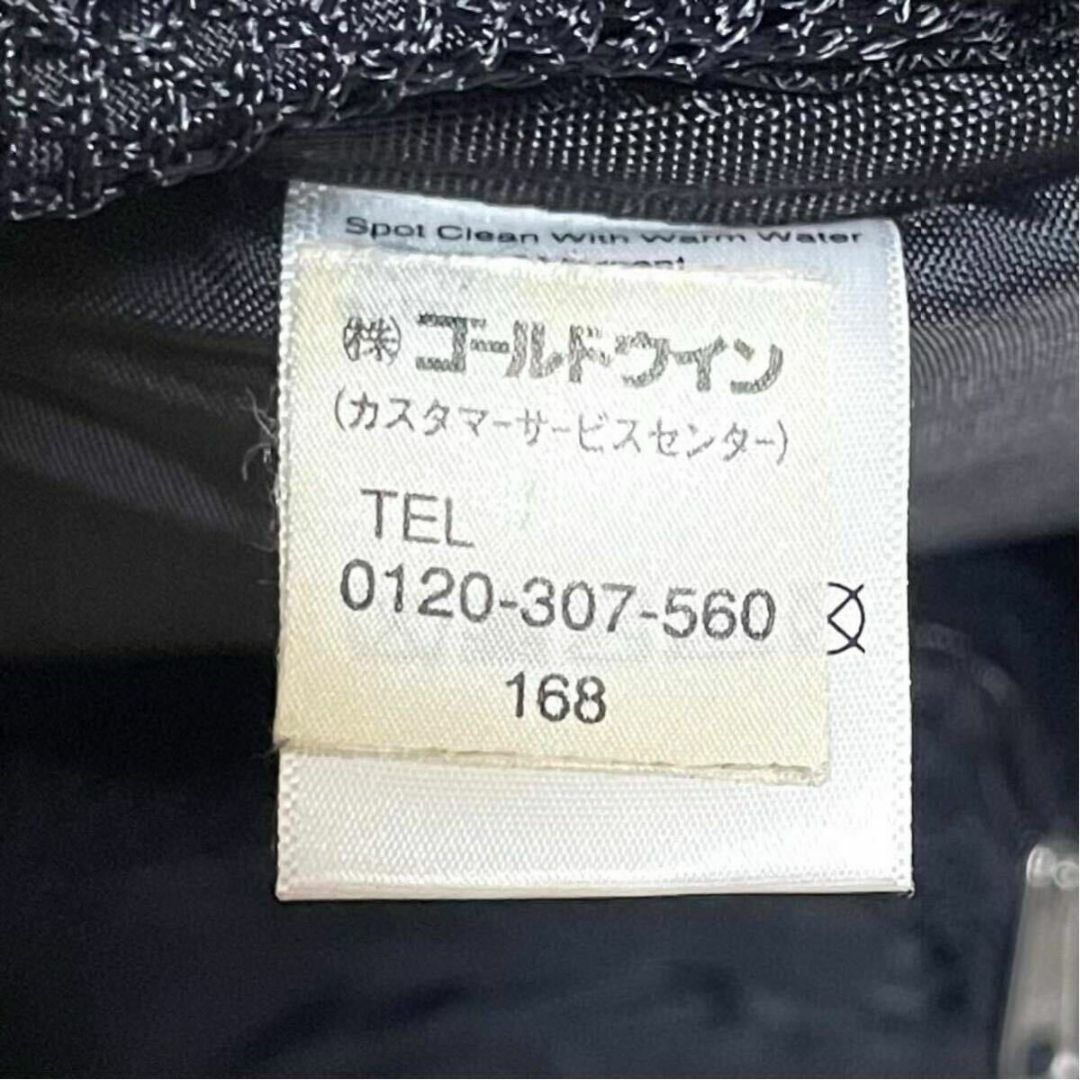 Spot Clean With Warm Water
㈱ ゴールドウイン
(カスタマーサービスセンター)
TEL
0120-307-560
168